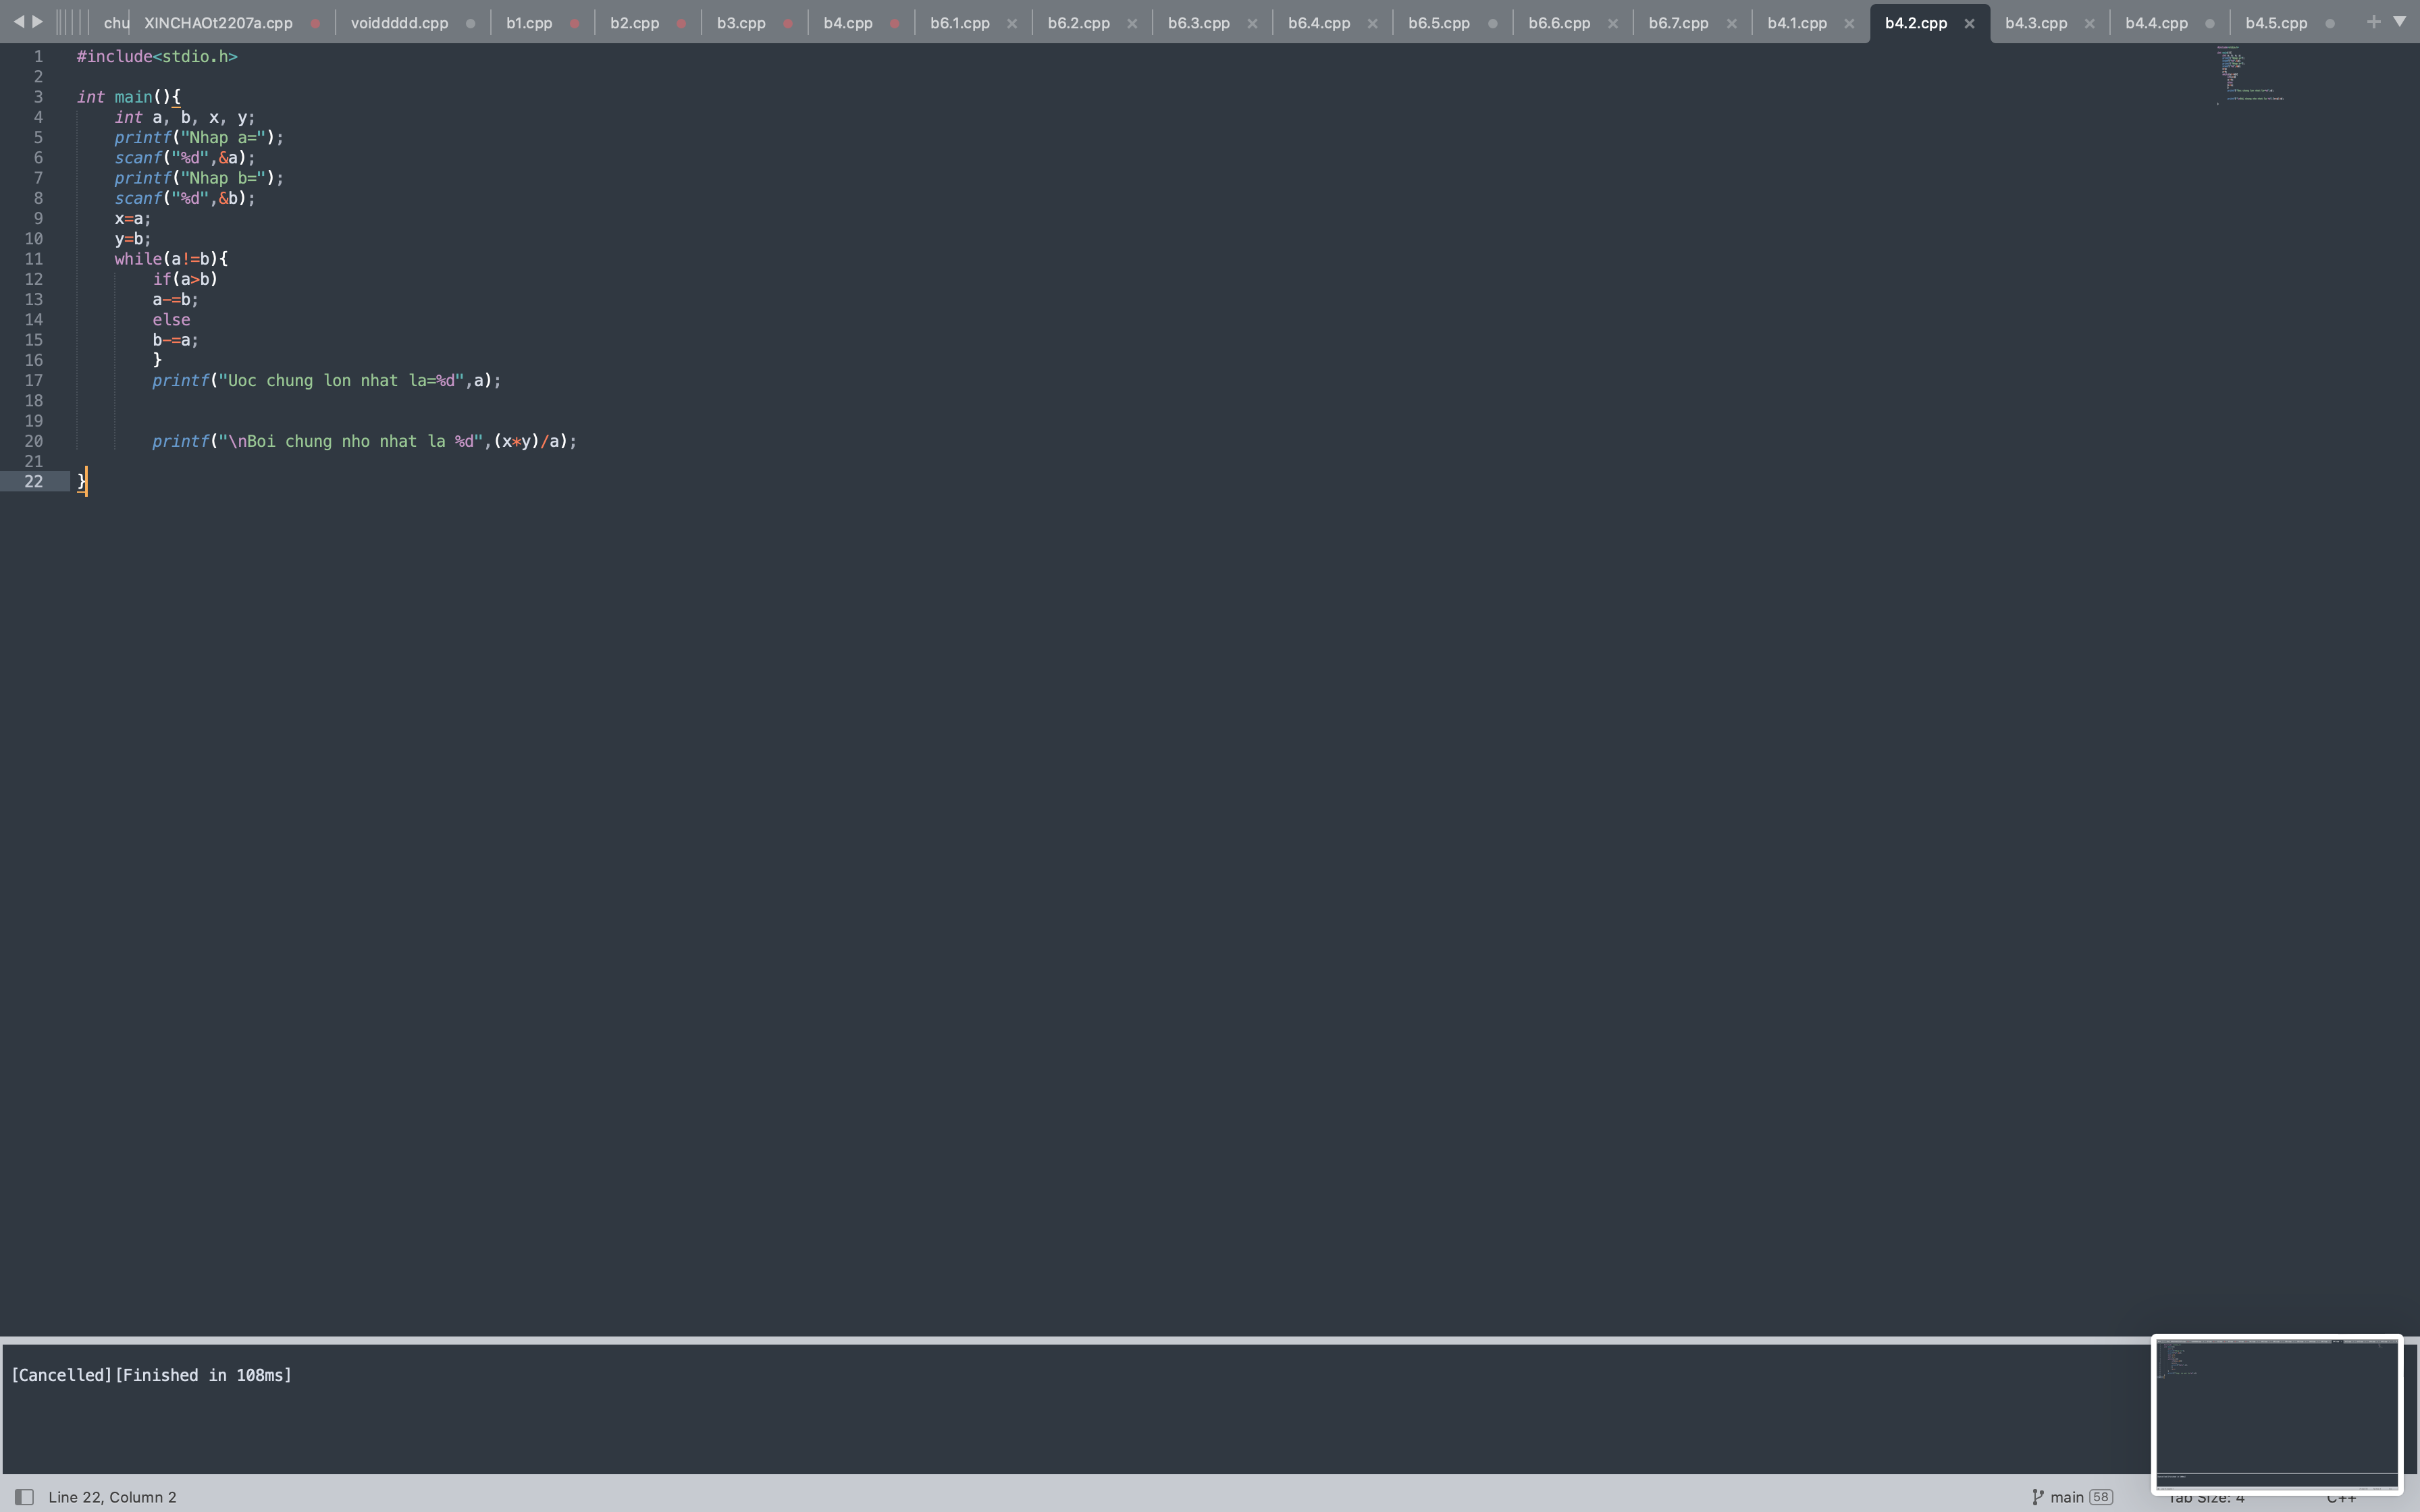 chu XINCHAOt2207a.cpp voiddddd.cpp b1.cpp b2.cpp b3.cpp b4.cpp b6.1.cpp b6.2.cpp b6.3.cpp b6.4.cpp b6.5.cpp b6.6.cpp b6.7.cpp b4.1.cpp b4.2.cpp b4.3.cpp b4.4.cpp b4.5.cpp
1 #include<stdio.h>
2
3 int main(){
4 int a, b, x, y;
5 printf("Nhap a=");
6 scanf("%d",&a);
7 printf("Nhap b=");
8 scanf("%d",&b);
9 x=a;
10 y=b;
11 while(a!=b){
12 if(a>b)
13 a-=b;
14 else
15 b-=a;
16 }
17 printf("Uoc chung lon nhat la=%d",a);
18
19
20 printf("\nBoi chung nho nhat la %d",(x*y)/a);
21
22 }
[Cancelled][Finished in 108ms]
Line 22, Column 2 main 58 Tab Size: 4 C++